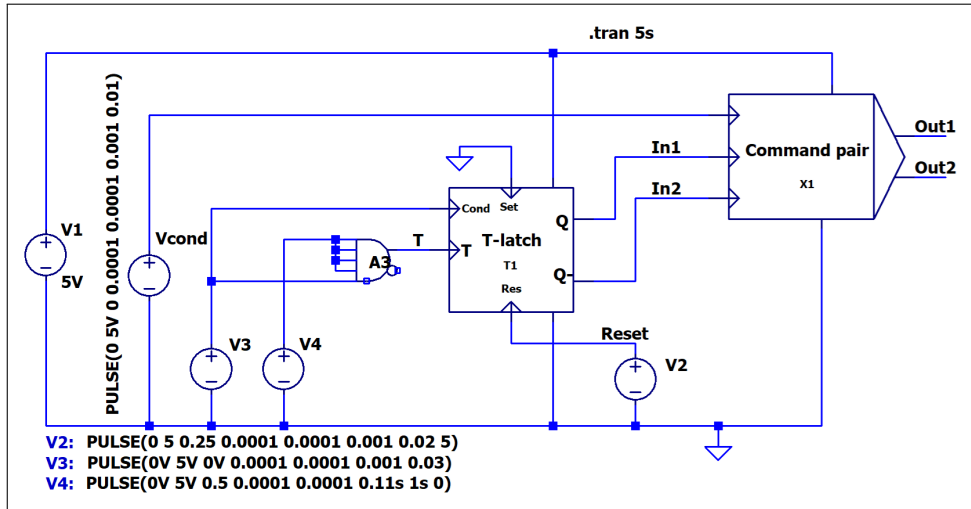 .tran 5s
PULSE(0 5V 0 0.0001 0.0001 0.001 0.01)
Out1
Out2
Command pair
X1
In1
In2
Cond
Set
Q
V1
Vcond
T-latch
T
T
A3
T1
5V
Q-
Res
Reset
V3
V4
V2
V2: PULSE(0 5 0.25 0.0001 0.0001 0.001 0.02 5)
V3: PULSE(0V 5V 0V 0.0001 0.0001 0.001 0.03)
V4: PULSE(0V 5V 0.5 0.0001 0.0001 0.11s 1s 0)